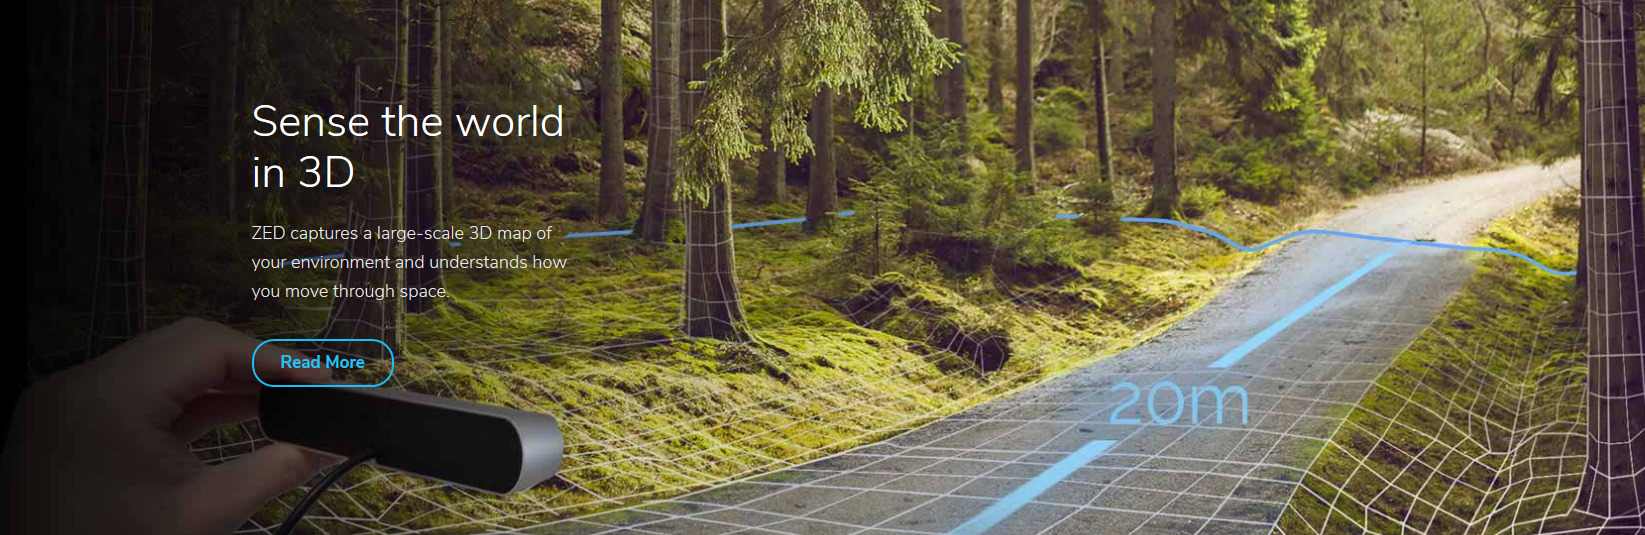 Sense the world
in 3D
ZED captures a large-scale 3D map of
your environment and understands how
you move through space.
Read More
20m